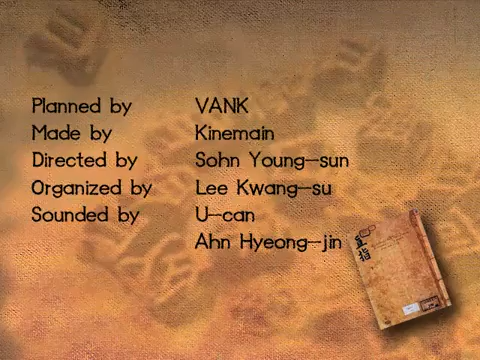 Planned by VANK
Made by Kinemain
Directed by Sohn Young-sun
Organized by Lee Kwang-su
Sounded by U-can
Ahn Hyeong-jin